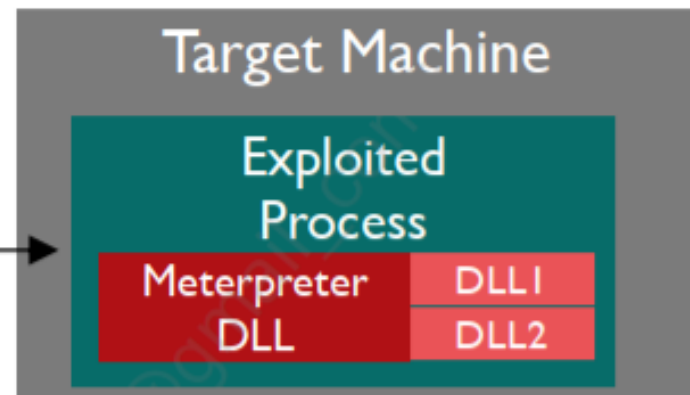 Target Machine
Exploited
Process
Meterpreter
DLL
DLL1
DLL2